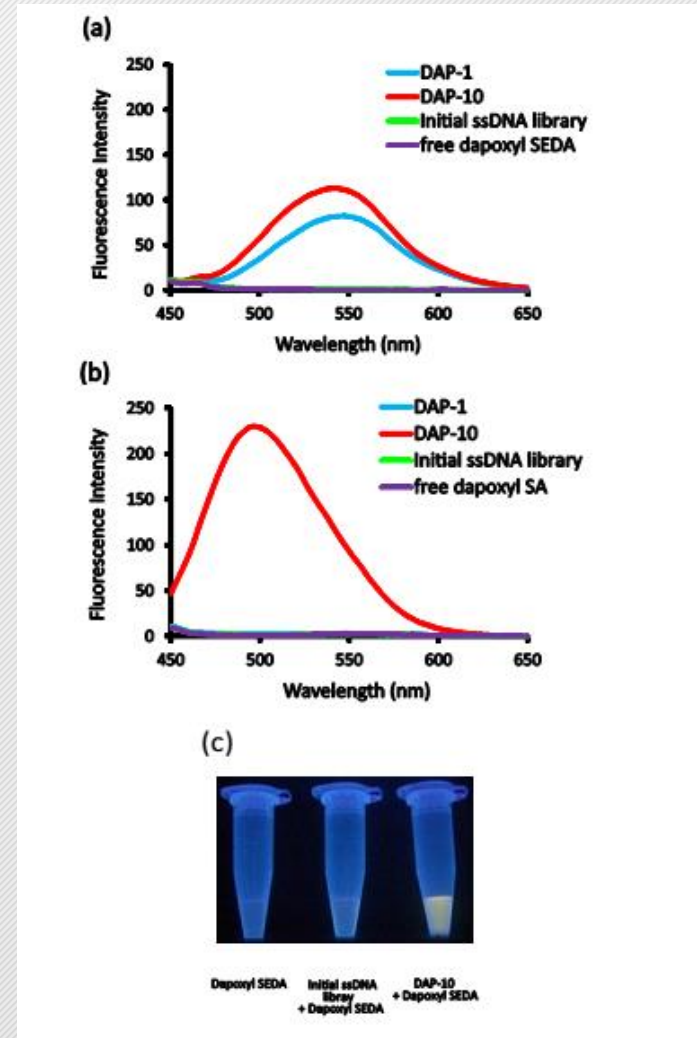 (a)
250
200
150
100
50
0
Fluorescence Intensity
DAP-1
DAP-10
Initial ssDNA library
free dapoxyl SEDA
450 500 550 600 650
Wavelength (nm)
(b)
250
200
150
100
50
0
Fluorescence Intensity
DAP-1
DAP-10
Initial ssDNA library
free dapoxyl SA
450 500 550 600 650
Wavelength (nm)
(c)
Dapoxyl SEDA
Initial ssDNA
libray
+ Dapoxyl SEDA
DAP-10
+ Dapoxyl SEDA